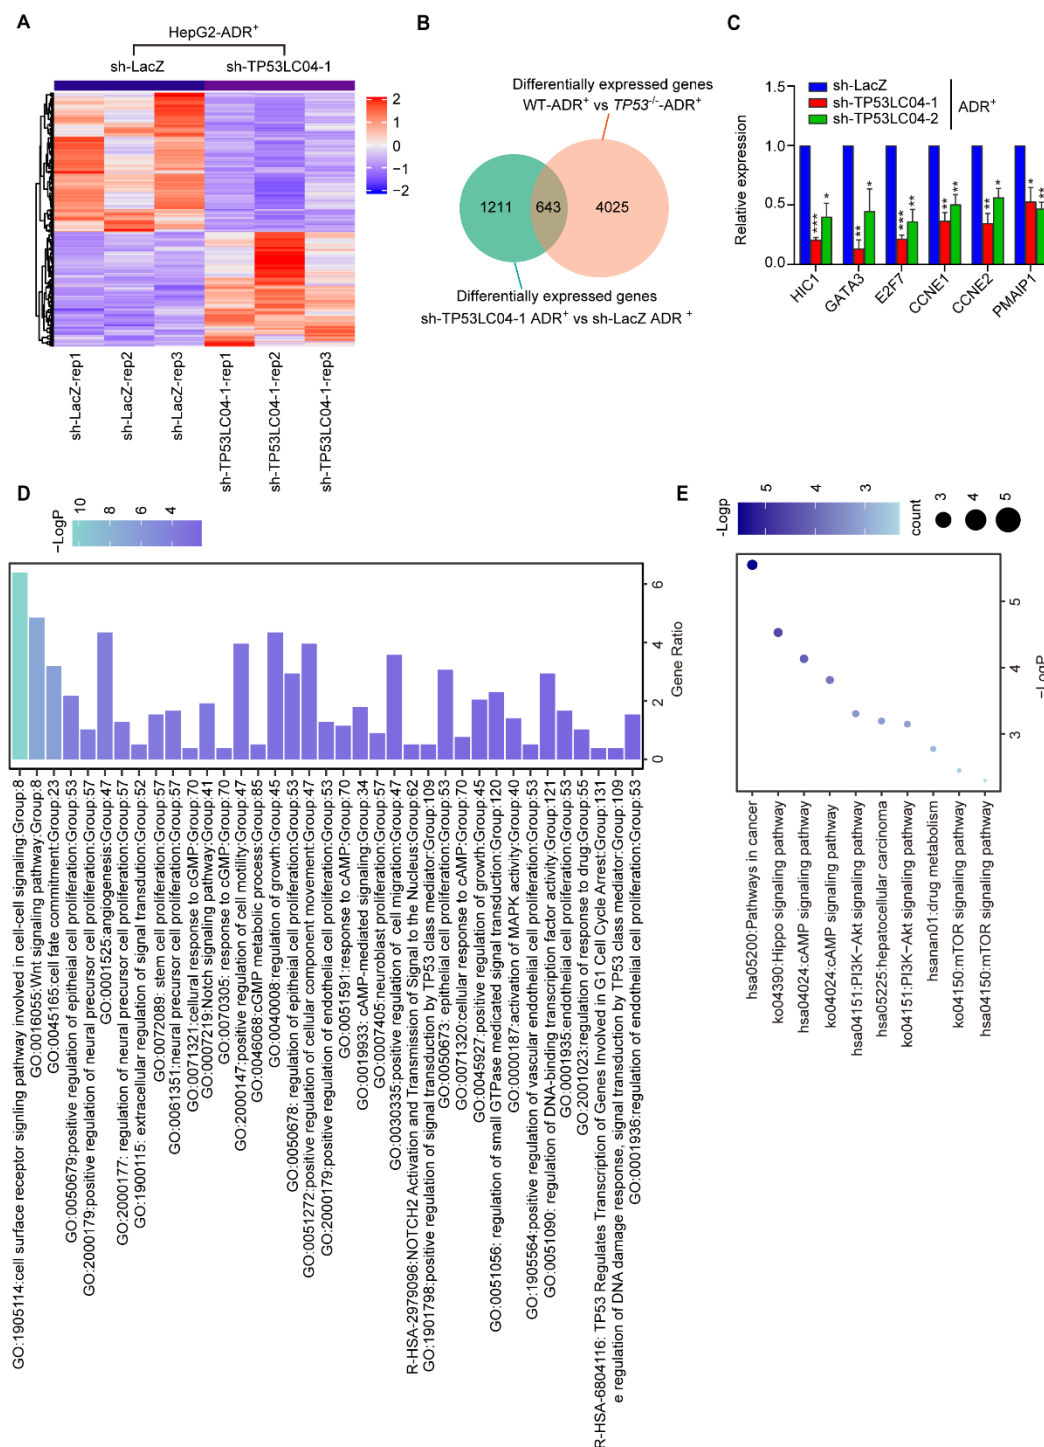 A
HepG2-ADR⁺
sh-LacZ
sh-TP53LC04-1
2
1
0
−1
−2
sh-LacZ-rep1
sh-LacZ-rep2
sh-LacZ-rep3
sh-TP53LC04-1-rep1
sh-TP53LC04-1-rep2
sh-TP53LC04-1-rep3
B
Differentially expressed genes
WT-ADR⁺ vs TP53⁻/⁻-ADR⁺
1211
643
4025
Differentially expressed genes
sh-TP53LC04-1 ADR⁺ vs sh-LacZ ADR ⁺
C
sh-LacZ
sh-TP53LC04-1
sh-TP53LC04-2
ADR⁺
Relative expression
1.5
1.0
0.5
0.0
***
*
**
*
***
**
**
**
**
*
*
**
HIC1
GATA3
E2F7
CCNE1
CCNE2
PMAIP1
D
−LogP
10
8
6
4
6
4
2
0
Gene Ratio
GO:1905114:cell surface receptor signling pathway involved in cell-cell signaling:Group:8
GO:0016055:Wnt signaling pathway:Group:8
GO:0045165:cell fate commitment:Group:23
GO:0050679:positive regulation of epitheial cell proliferation:Group:53
GO:2000179:positive regulation of neural precursor cell proliferation:Group:57
GO:0001525:angiogenesis:Group:47
GO:2000177: regulation of neural precursor cell proliferation:Group:57
GO:1900115: extracellular regulation of signal transdution:Group:52
GO:0072089: stem cell proliferation:Group:57
GO:0061351:neural precursor cell proliferation:Group:57
GO:0071321:cellural response to cGMP:Group:70
GO:0007219:Notch signaling pathway:Group:41
GO:0070305: response to cGMP:Group:70
GO:2000147:positive regulation of cell motility:Group:47
GO:0046068:cGMP metabolic process:Group:85
GO:0040008:regulation of growth:Group:45
GO:0050678: regulation of epitheial cell proliferation:Group:53
GO:0051272:positive regulation of cellular component movement:Group:47
GO:2000179:positive regulation of endothelia cell proliferation:Group:53
GO:0051591:response to cAMP:Group:70
GO:0019933: cAMP-mediated signaling:Group:34
GO:0007405:neuroblast proliferation:Group:57
GO:0030335:positive regulation of cell migration:Group:47
R-HSA-2979096:NOTCH2 Activation and Transmission of Signal to the Nucleus:Group:62
GO:1901798:positive regulation of signal transduction by TP53 class mediator:Group:109
GO:0050673: epithelial cell proliferation:Group:53
GO:0071320:cellular response to cAMP:Group:70
GO:0045927:positive regulation of growth:Group:45
GO:0051056: regulation of small GTPase medicated signal transduction:Group:120
GO:0000187:activation of MAPK activity:Group:40
GO:1905564:positive regulation of vascular endothelial cell proliferation:Group:53
GO:0051090: regulation of DNA-binding transcription factor activity:Group:121
GO:0001935:endothelial cell proliferation:Group:53
GO:2001023:regulation of response to drug:Group:55
R-HSA-6804116: TP53 Regulates Transcription of Genes Involved in G1 Cell Cycle Arrest:Group:131
e regulation of DNA damage response, signal transduction by TP53 class mediator:Group:109
GO:0001936:regulation of endothelial cell proliferation:Group:53
E
-Logp
5
4
3
count
3
4
5
5
4
3
−LogP
hsa05200:Pathways in cancer
ko04390:Hippo signaling pathway
hsa04024:cAMP signaling pathway
ko04024:cAMP signaling pathway
hsa04151:PI3K−Akt signaling pathway
hsa05225:hepatocellular carcinoma
ko04151:PI3K−Akt signaling pathway
hsanan01:drug metabolism
ko04150:mTOR signaling pathway
hsa04150:mTOR signaling pathway